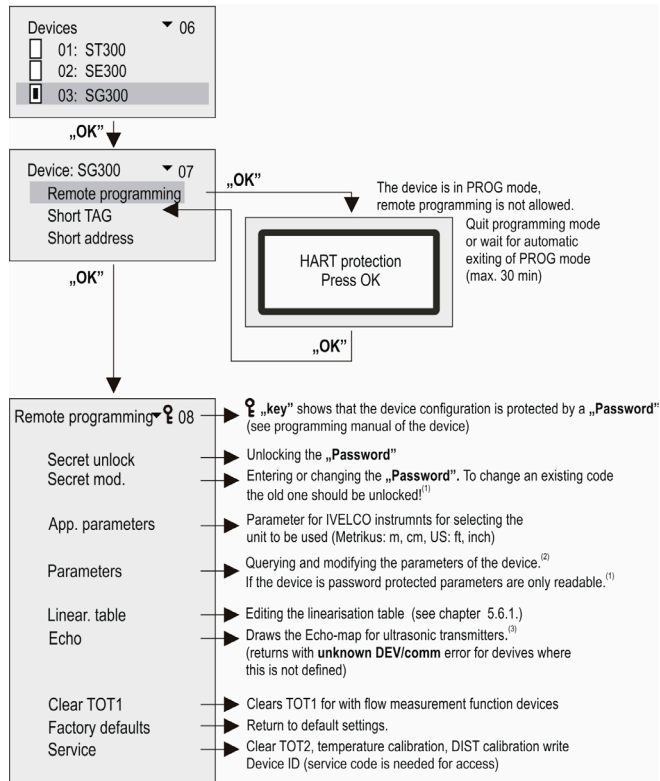 Devices 06
01: ST300
02: SE300
03: SG300
„OK”
Device: SG300 07
Remote programming
Short TAG
Short address
„OK”
The device is in PROG mode,
remote programming is not allowed.
Quit programming mode
or wait for automatic
exiting of PROG mode
(max. 30 min)
HART protection
Press OK
„OK”
„OK”
Remote programming 08
„key” shows that the device configuration is protected by a „Password”
(see programming manual of the device)
Secret unlock
Unlocking the „Password”
Secret mod.
Entering or changing the „Password”. To change an existing code
the old one should be unlocked!(1)
App. parameters
Parameter for IVELCO instrumnts for selecting the
unit to be used (Metrikus: m, cm, US: ft, inch)
Parameters
Querying and modifying the parameters of the device.(2)
If the device is password protected parameters are only readable.(1)
Linear. table
Editing the linearisation table (see chapter 5.6.1.)
Echo
Draws the Echo-map for ultrasonic transmitters.(3)
(returns with unknown DEV/comm error for devives where
this is not defined)
Clear TOT1
Clears TOT1 for with flow measurement function devices
Factory defaults
Return to default settings.
Service
Clear TOT2, temperature calibration, DIST calibration write
Device ID (service code is needed for access)